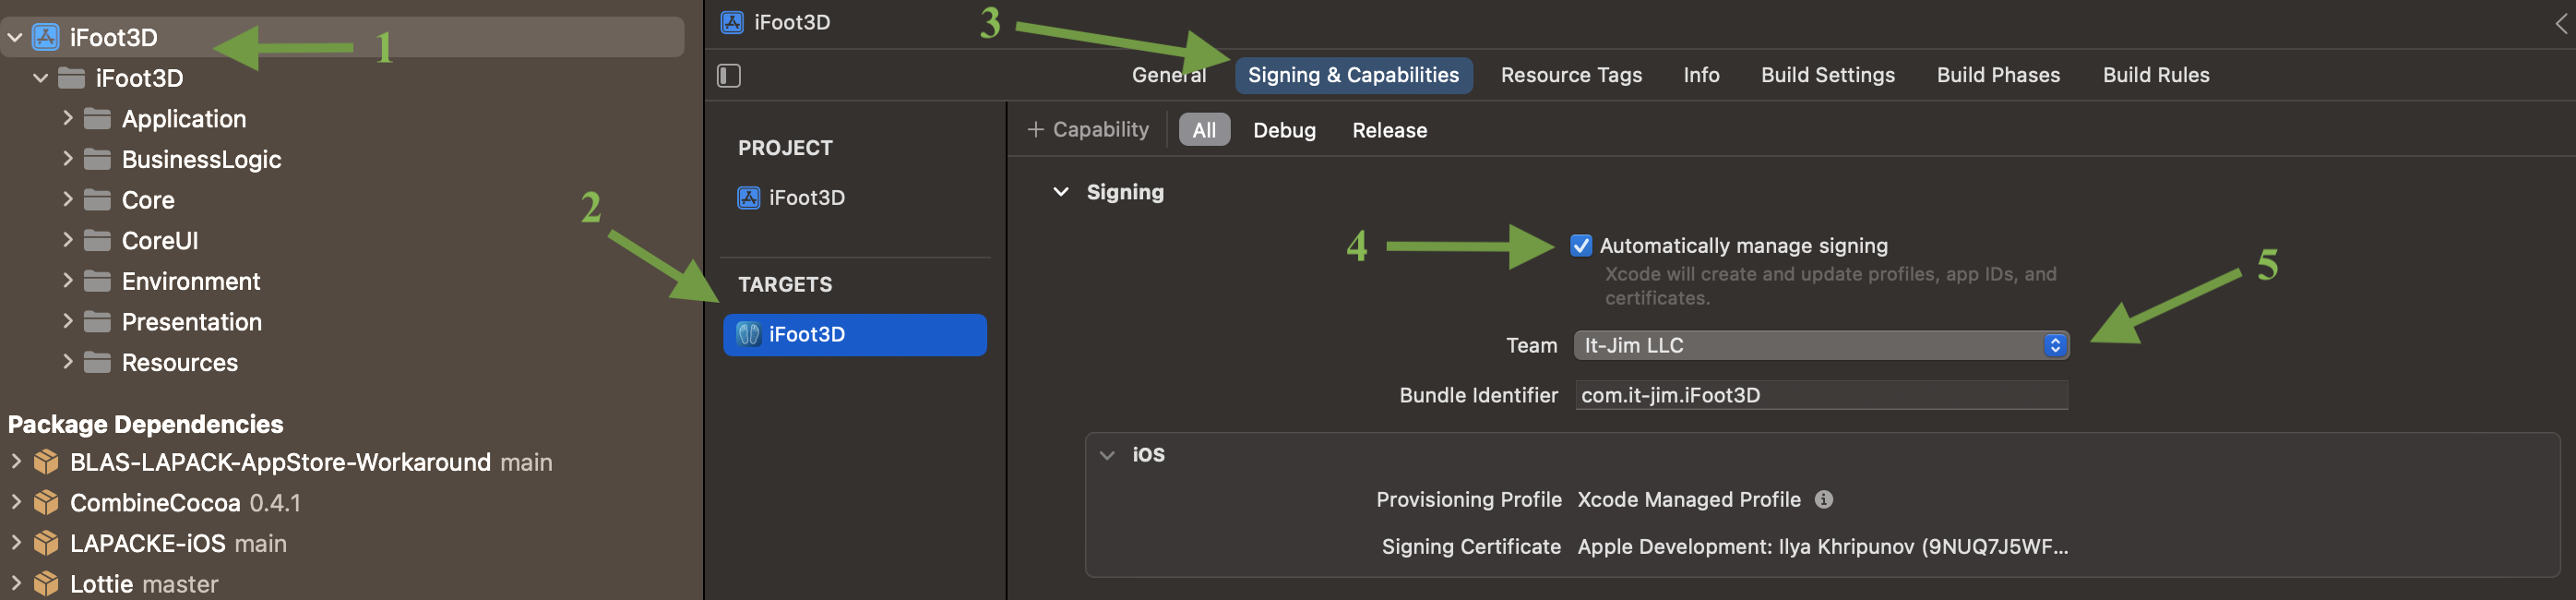 iFoot3D
1
iFoot3D
Application
BusinessLogic
Core
CoreUI
Environment
Presentation
Resources
Package Dependencies
BLAS-LAPACK-AppStore-Workaround main
CombineCocoa 0.4.1
LAPACKE-iOS main
Lottie master
iFoot3D
3
General Signing & Capabilities Resource Tags Info Build Settings Build Phases Build Rules
PROJECT
iFoot3D
2
TARGETS
iFoot3D
+ Capability All Debug Release
Signing
4
Automatically manage signing
Xcode will create and update profiles, app IDs, and
certificates.
5
Team It-Jim LLC
Bundle Identifier com.it-jim.iFoot3D
iOS
Provisioning Profile Xcode Managed Profile
Signing Certificate Apple Development: Ilya Khripunov (9NUQ7J5WF...